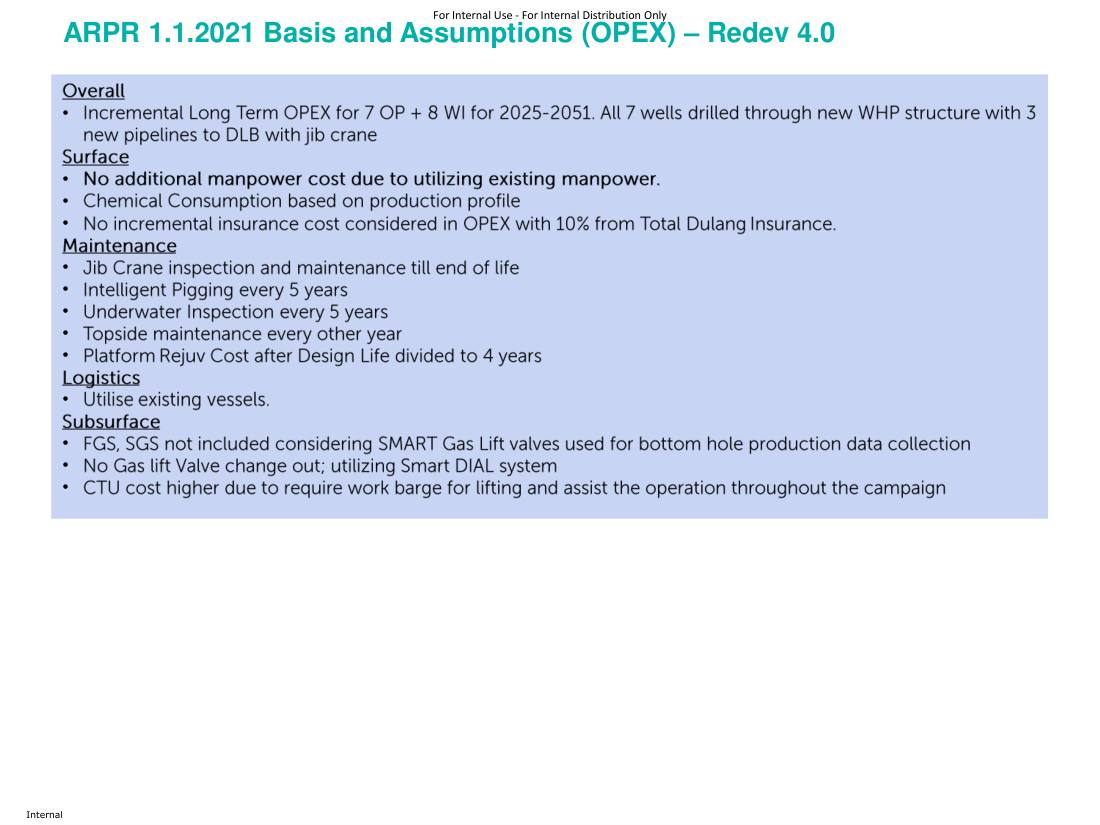 For Internal Use - For Internal Distribution Only
ARPR 1.1.2021 Basis and Assumptions (OPEX) – Redev 4.0
Overall
• Incremental Long Term OPEX for 7 OP + 8 WI for 2025-2051. All 7 wells drilled through new WHP structure with 3
new pipelines to DLB with jib crane
Surface
• No additional manpower cost due to utilizing existing manpower.
• Chemical Consumption based on production profile
• No incremental insurance cost considered in OPEX with 10% from Total Dulang Insurance.
Maintenance
• Jib Crane inspection and maintenance till end of life
• Intelligent Pigging every 5 years
• Underwater Inspection every 5 years
• Topside maintenance every other year
• Platform Rejuv Cost after Design Life divided to 4 years
Logistics
• Utilise existing vessels.
Subsurface
• FGS, SGS not included considering SMART Gas Lift valves used for bottom hole production data collection
• No Gas lift Valve change out; utilizing Smart DIAL system
• CTU cost higher due to require work barge for lifting and assist the operation throughout the campaign
Internal